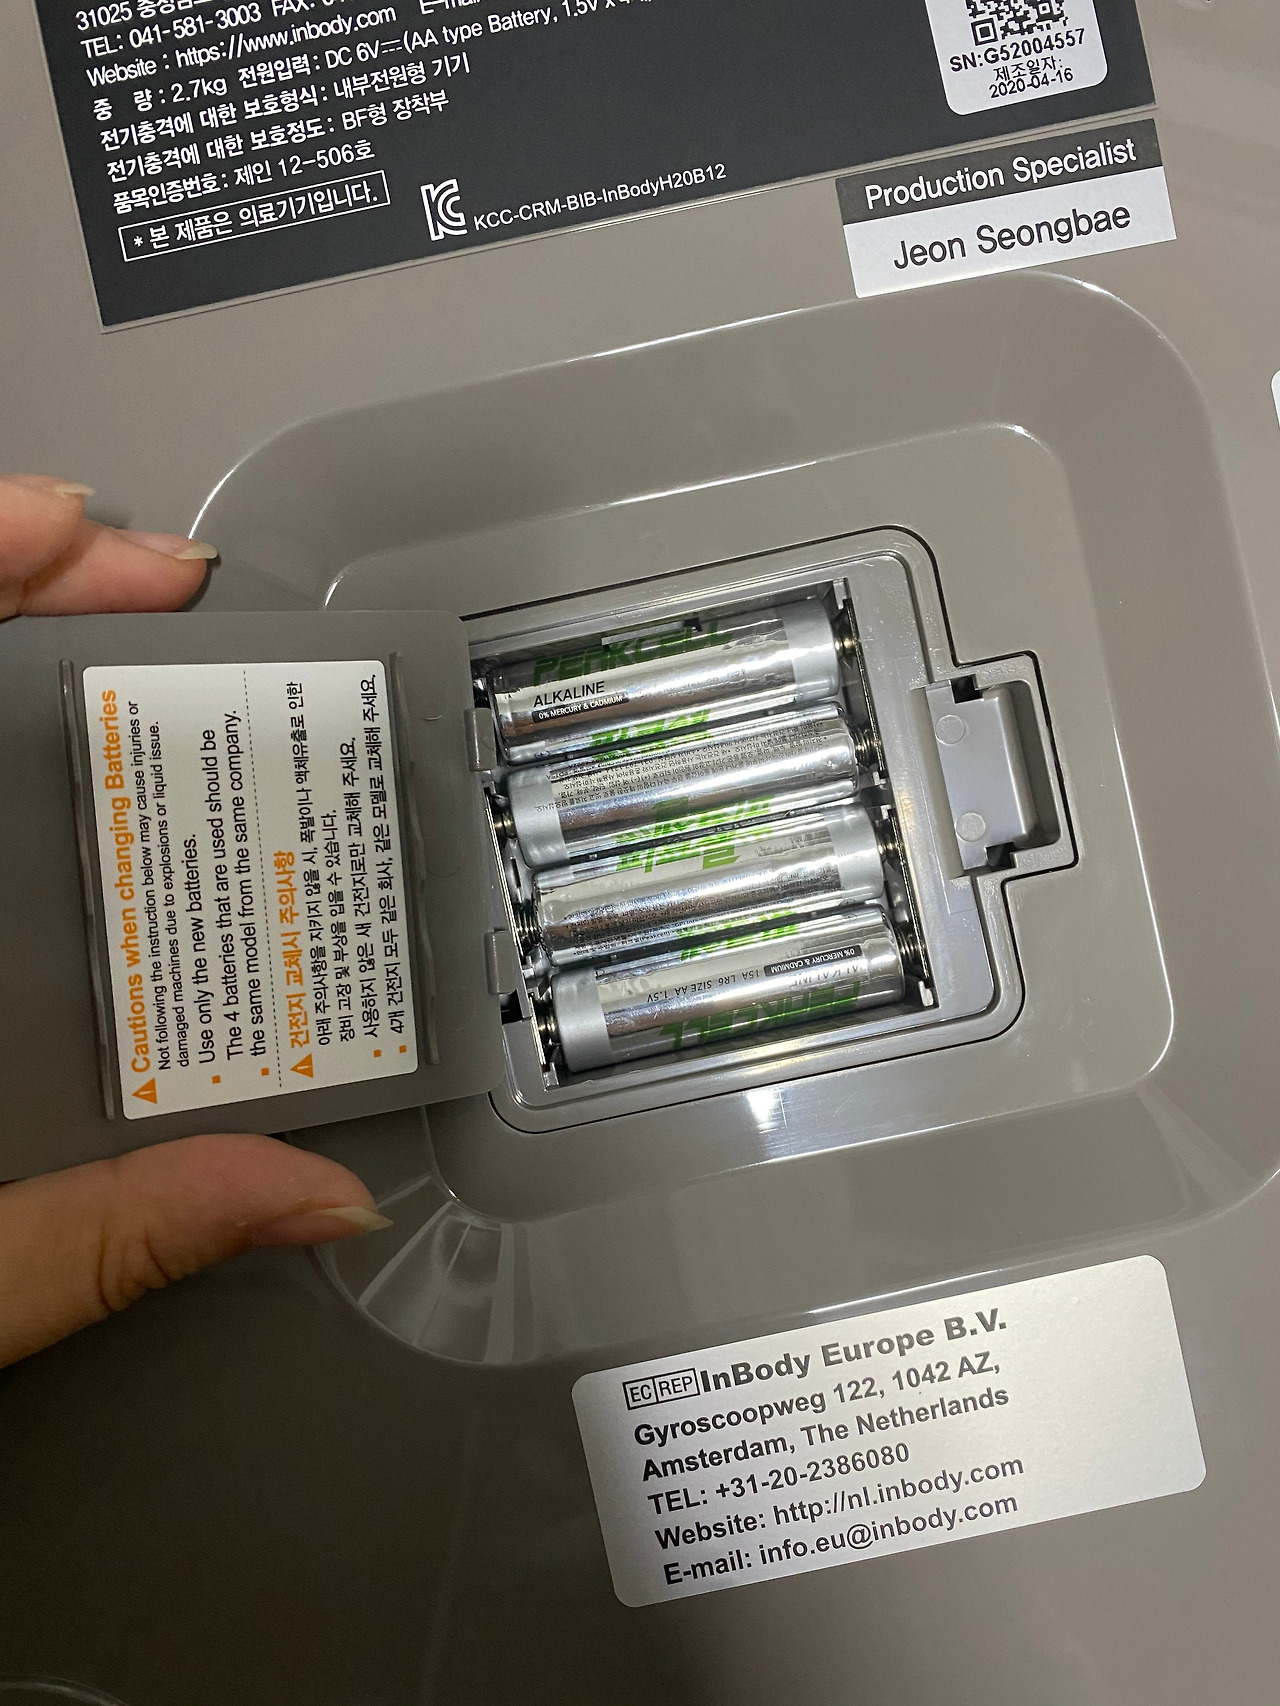 TEL: 041-581-3003 FAX:
Website : https://www.inbody.com
중 량 : 2.7kg 전원입력 : DC 6V⎓(AA type Battery, 1.5V x
전기충격에 대한 보호형식 : 내부전원형 기기
전기충격에 대한 보호정도 : BF형 장착부
품목인증번호 : 제인 12-506호
* 본 제품은 의료기기입니다.
KCC-CRM-BIB-InBodyH20B12
SN:G52004557
제조일자:
2020-04-16
Production Specialist
Jeon Seongbae
Cautions when changing Batteries
Not following the instruction below may cause injuries or
damaged machines due to explosions or liquid issue.
▪ Use only the new batteries.
▪ The 4 batteries that are used should be
the same model from the same company.
건전지 교체시 주의사항
아래 주의사항을 지키지 않을 시, 폭발이나 액체유출로 인한
장비 고장 및 부상을 입을 수 있습니다.
▪ 사용하지 않은 새 건전지로만 교체해 주세요.
▪ 4개 건전지 모두 같은 회사, 같은 모델로 교체해 주세요.
PENKCELL
ALKALINE
0% MERCURY & CADMIUM
15A LR6 SIZE AA 1.5V
0% MERCURY & CADMIUM
ALKALINE
PENKCELL
EC REP InBody Europe B.V.
Gyroscoopweg 122, 1042 AZ,
Amsterdam, The Netherlands
TEL: +31-20-2386080
Website: http://nl.inbody.com
E-mail: info.eu@inbody.com